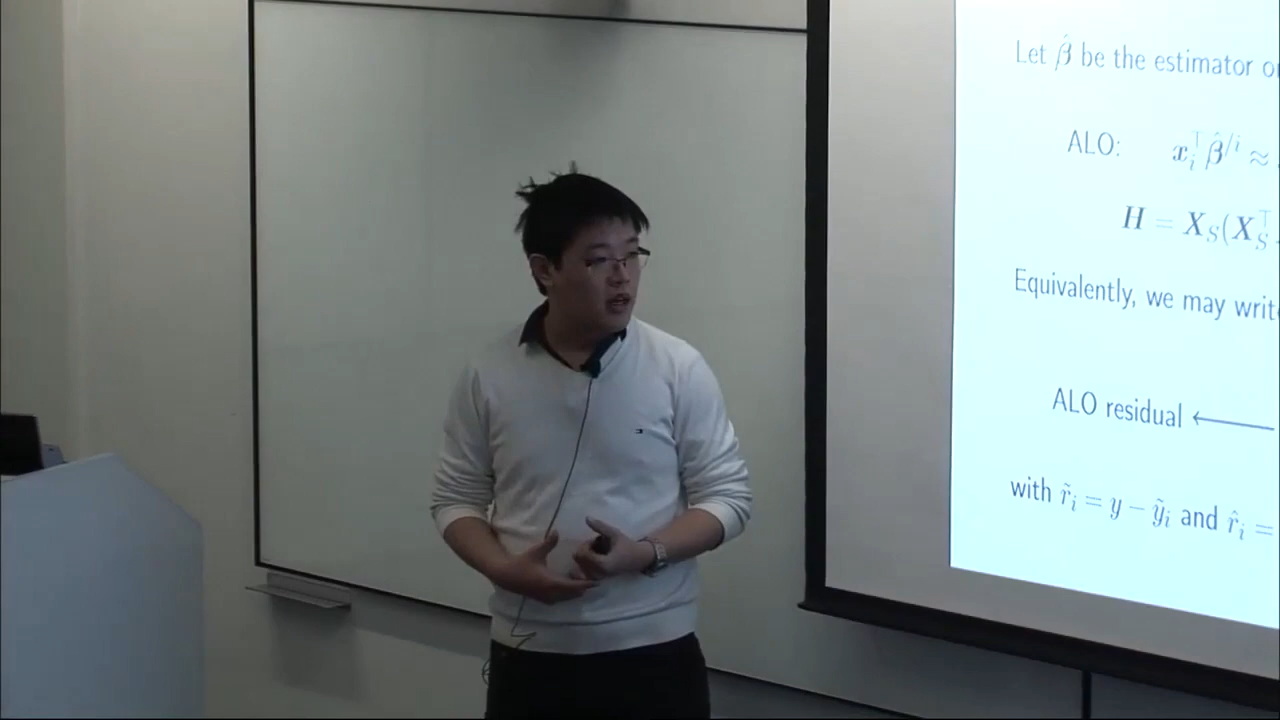 Let β̂ be the estimator o
ALO: x_i^⊤ β̂^{/i} ≈
H = X_S(X_S^⊤
Equivalently, we may writ
ALO residual ←
with r̃_i = y − ỹ_i and r̂_i =